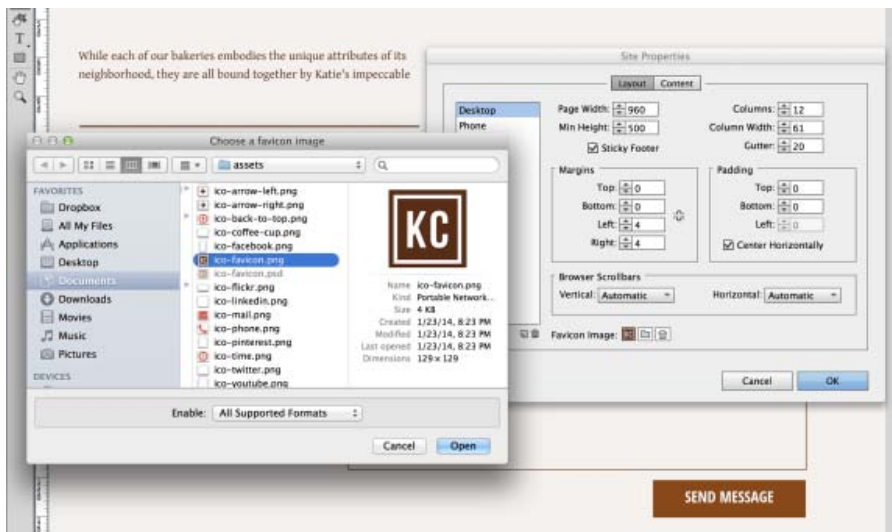 While each of our bakeries embodies the unique attributes of its
neighborhood, they are all bound together by Katie's impeccable
Site Properties
Layout Content
Desktop
Phone
Page Width: 960
Columns: 12
Min Height: 500
Column Width: 61
Sticky Footer
Gutter: 20
Margins
Top: 0
Bottom: 0
Left: 4
Right: 4
Padding
Top: 0
Bottom: 0
Left: 0
Center Horizontally
Browser Scrollbars
Vertical: Automatic
Horizontal: Automatic
Favicon Image:
Cancel
OK
Choose a favicon image
assets
FAVORITES
Dropbox
All My Files
Applications
Desktop
Documents
Downloads
Movies
Music
Pictures
DEVICES
ico-arrow-left.png
ico-arrow-right.png
ico-back-to-top.png
ico-coffee-cup.png
ico-facebook.png
ico-favicon.png
ico-favicon.psd
ico-flickr.png
ico-linkedin.png
ico-mail.png
ico-phone.png
ico-pinterest.png
ico-time.png
ico-twitter.png
ico-youtube.png
KC
Name ico-favicon.png
Kind Portable Network...
Size 4 KB
Created 1/23/14, 8:23 PM
Modified 1/23/14, 8:23 PM
Last opened 1/23/14, 8:23 PM
Dimensions 129 × 129
Enable: All Supported Formats
Cancel
Open
SEND MESSAGE